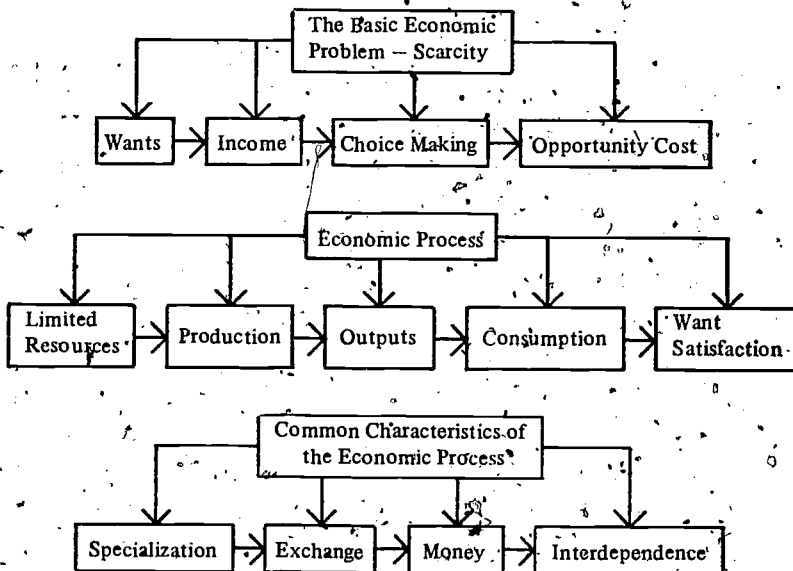 The Basic Economic
Problem – Scarcity
Wants
Income
Choice Making
Opportunity Cost
Economic Process
Limited
Resources
Production
Outputs
Consumption
Want
Satisfaction
Common Characteristics of
the Economic Process
Specialization
Exchange
Money
Interdependence